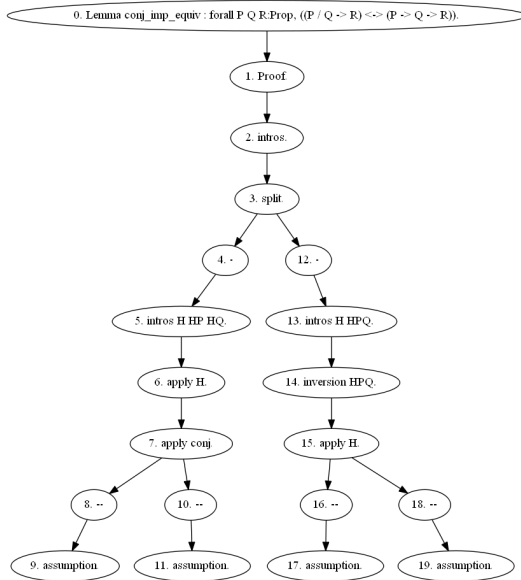 0. Lemma conj_imp_equiv : forall P Q R:Prop, ((P / Q -> R) <-> (P -> Q -> R)).
1. Proof.
2. intros.
3. split.
4. -
12. -
5. intros H HP HQ.
13. intros H HPQ.
6. apply H.
14. inversion HPQ.
7. apply conj.
15. apply H.
8. --
10. --
16. --
18. --
9. assumption.
11. assumption.
17. assumption.
19. assumption.